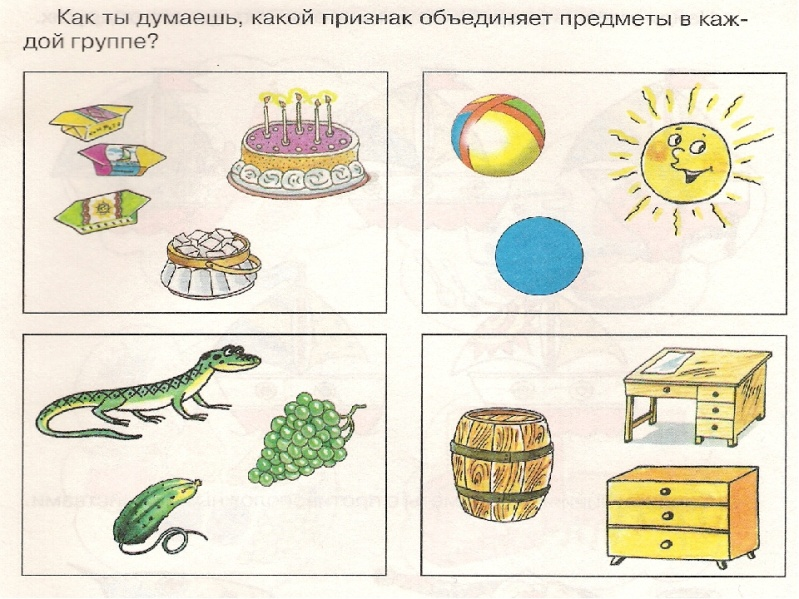 Как ты думаешь, какой признак объединяет предметы в каж-
дой группе?